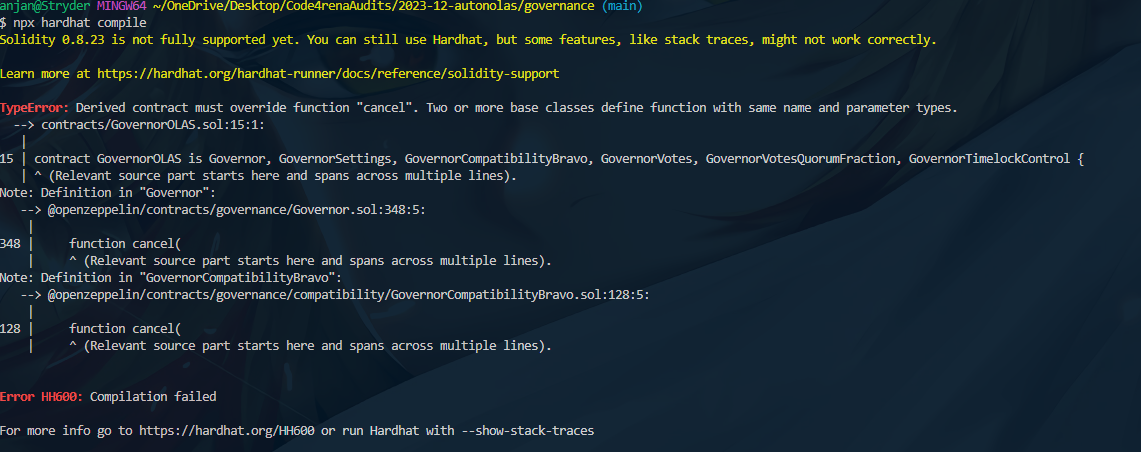 anjan@Stryder MINGW64 ~/OneDrive/Desktop/Code4renaAudits/2023-12-autonolas/governance (main)
$ npx hardhat compile
Solidity 0.8.23 is not fully supported yet. You can still use Hardhat, but some features, like stack traces, might not work correctly.
Learn more at https://hardhat.org/hardhat-runner/docs/reference/solidity-support
TypeError: Derived contract must override function "cancel". Two or more base classes define function with same name and parameter types.
  --> contracts/GovernorOLAS.sol:15:1:
   |
15 | contract GovernorOLAS is Governor, GovernorSettings, GovernorCompatibilityBravo, GovernorVotes, GovernorVotesQuorumFraction, GovernorTimelockControl {
   | ^ (Relevant source part starts here and spans across multiple lines).
Note: Definition in "Governor":
   --> @openzeppelin/contracts/governance/Governor.sol:348:5:
    |
348 |     function cancel(
    |     ^ (Relevant source part starts here and spans across multiple lines).
Note: Definition in "GovernorCompatibilityBravo":
   --> @openzeppelin/contracts/governance/compatibility/GovernorCompatibilityBravo.sol:128:5:
    |
128 |     function cancel(
    |     ^ (Relevant source part starts here and spans across multiple lines).
Error HH600: Compilation failed
For more info go to https://hardhat.org/HH600 or run Hardhat with --show-stack-traces